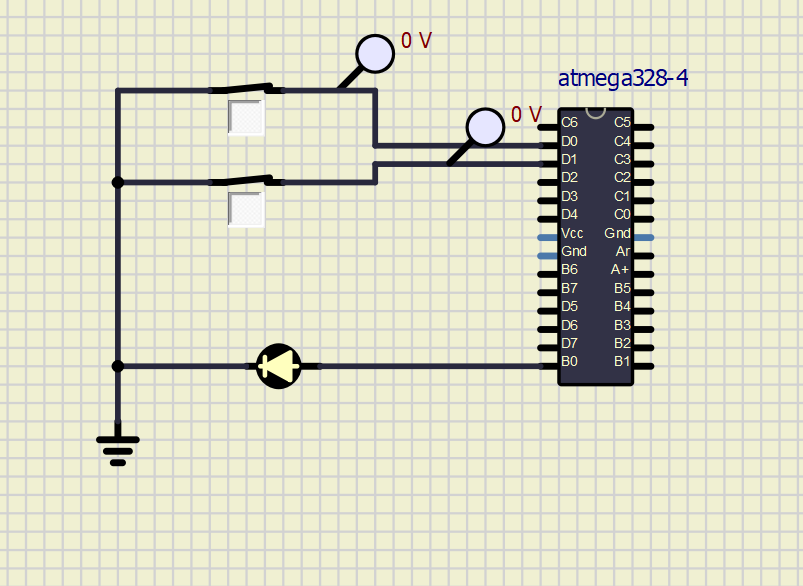 0 V
atmega328-4
0 V
C6 C5
D0 C4
D1 C3
D2 C2
D3 C1
D4 C0
Vcc Gnd
Gnd Ar
B6 A+
B7 B5
D5 B4
D6 B3
D7 B2
B0 B1